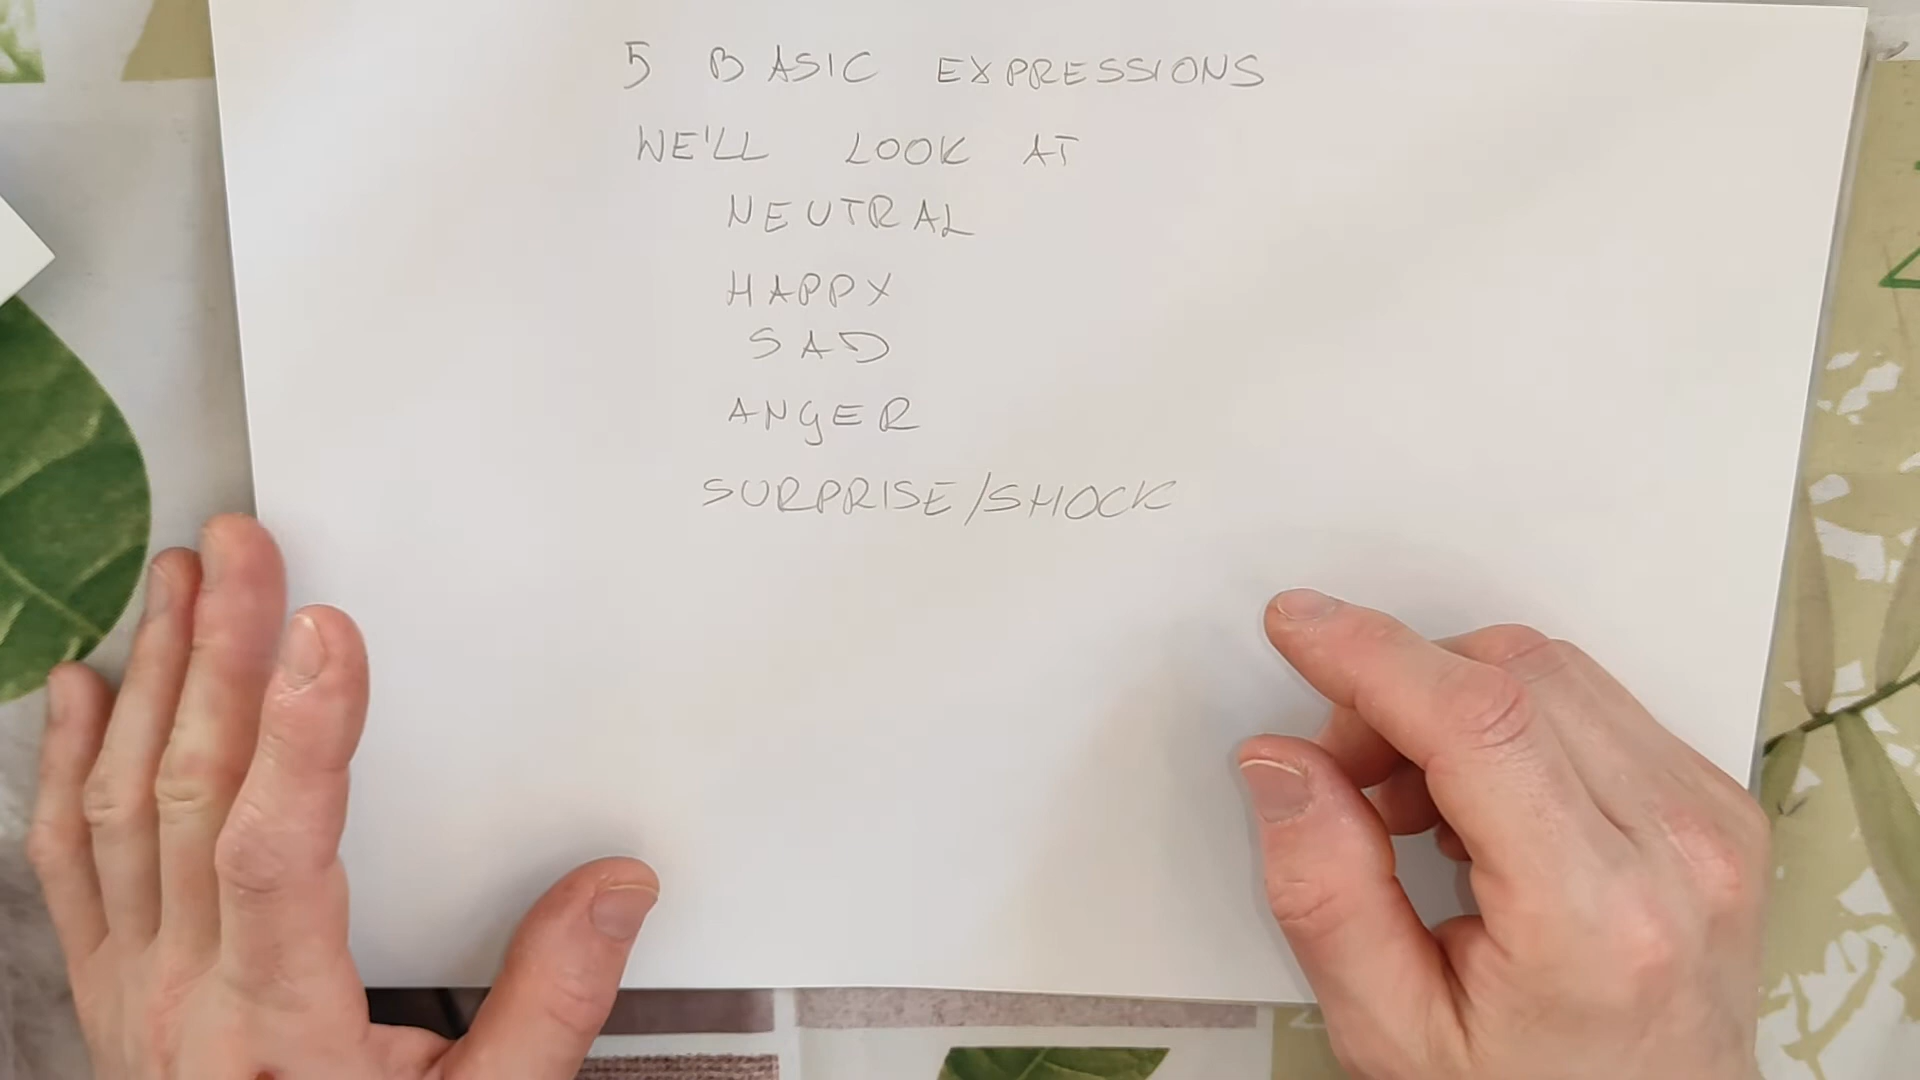 5 BASIC EXPRESSIONS
WE'LL LOOK AT
NEUTRAL
HAPPY
SAD
ANGER
SURPRISE/SHOCK